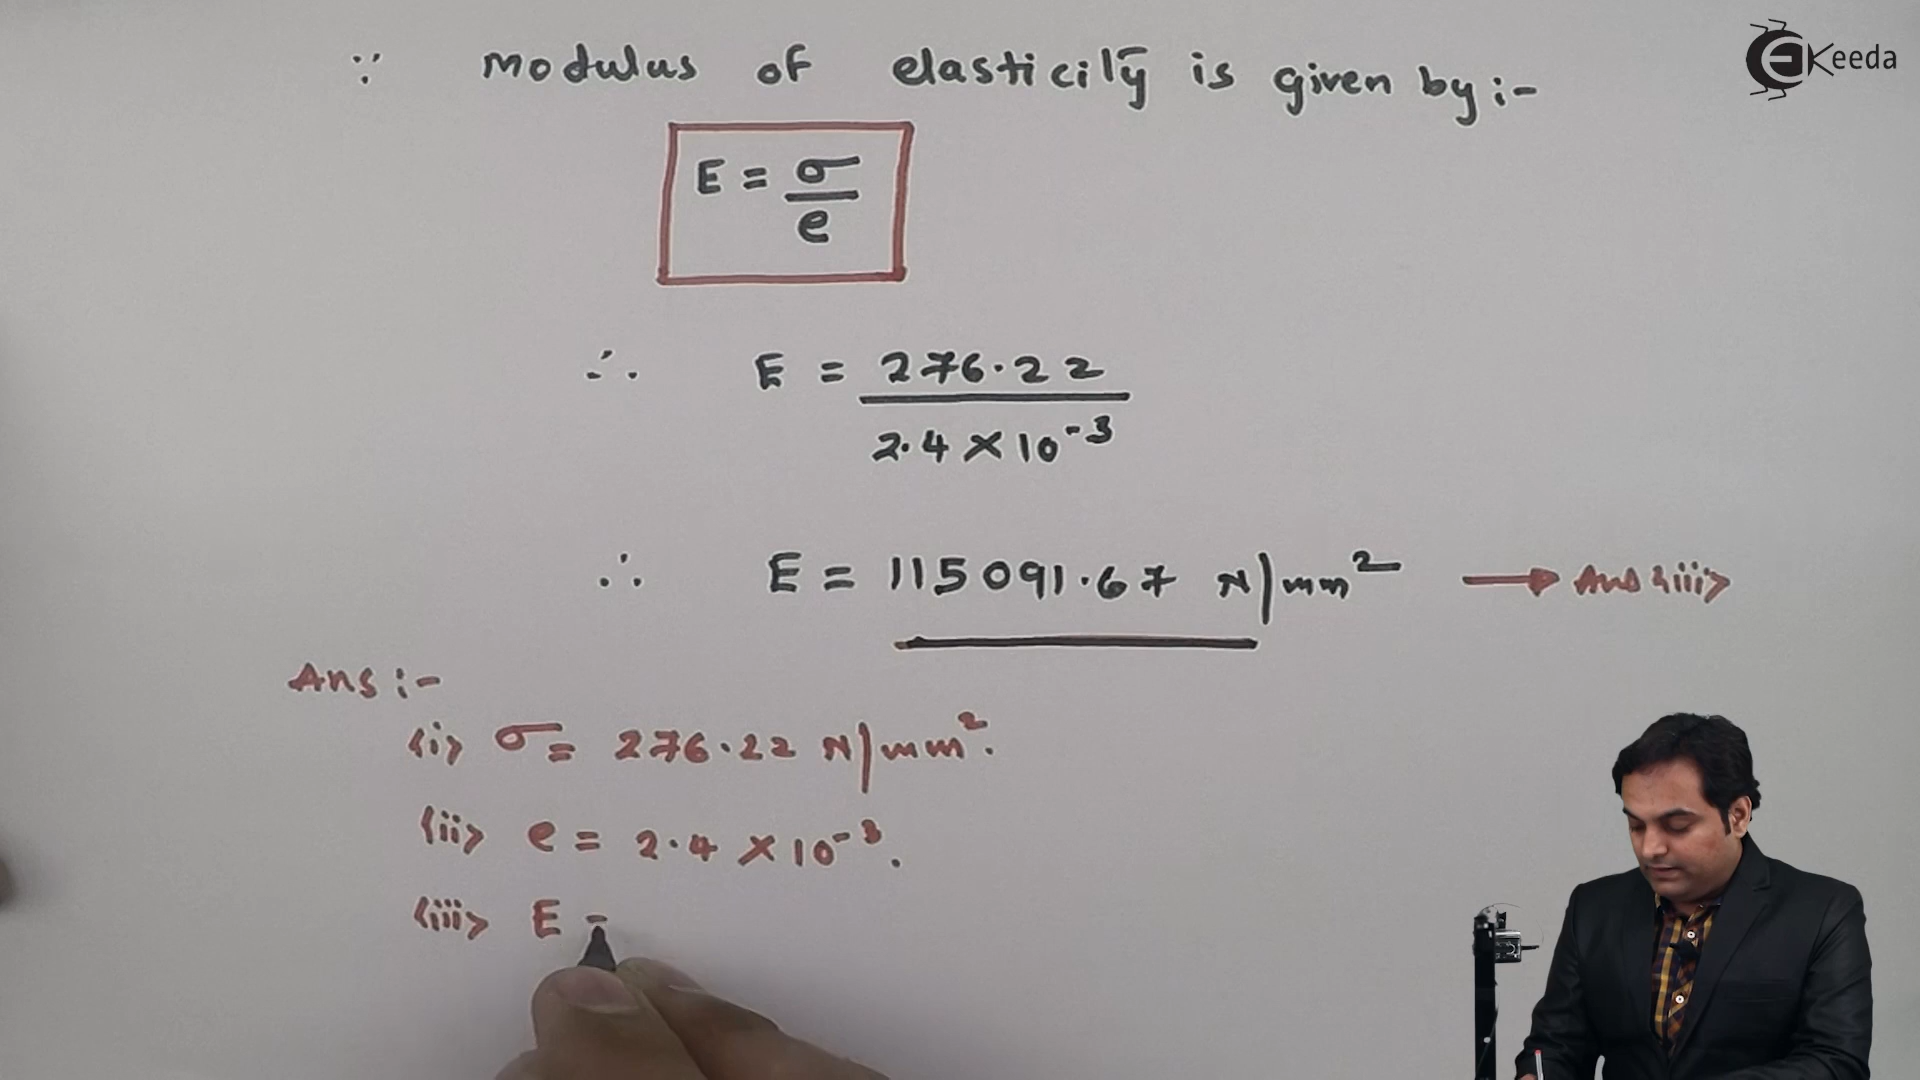 EKeeda
∵ modulus of elasticity is given by :-
E = σ/e
∴ E = 276.22 / 2.4 × 10⁻³
∴ E = 115091.67 N/mm² → Ans <iii>
Ans :-
<i> σ = 276.22 N/mm².
<ii> e = 2.4 × 10⁻³.
<iii> E =